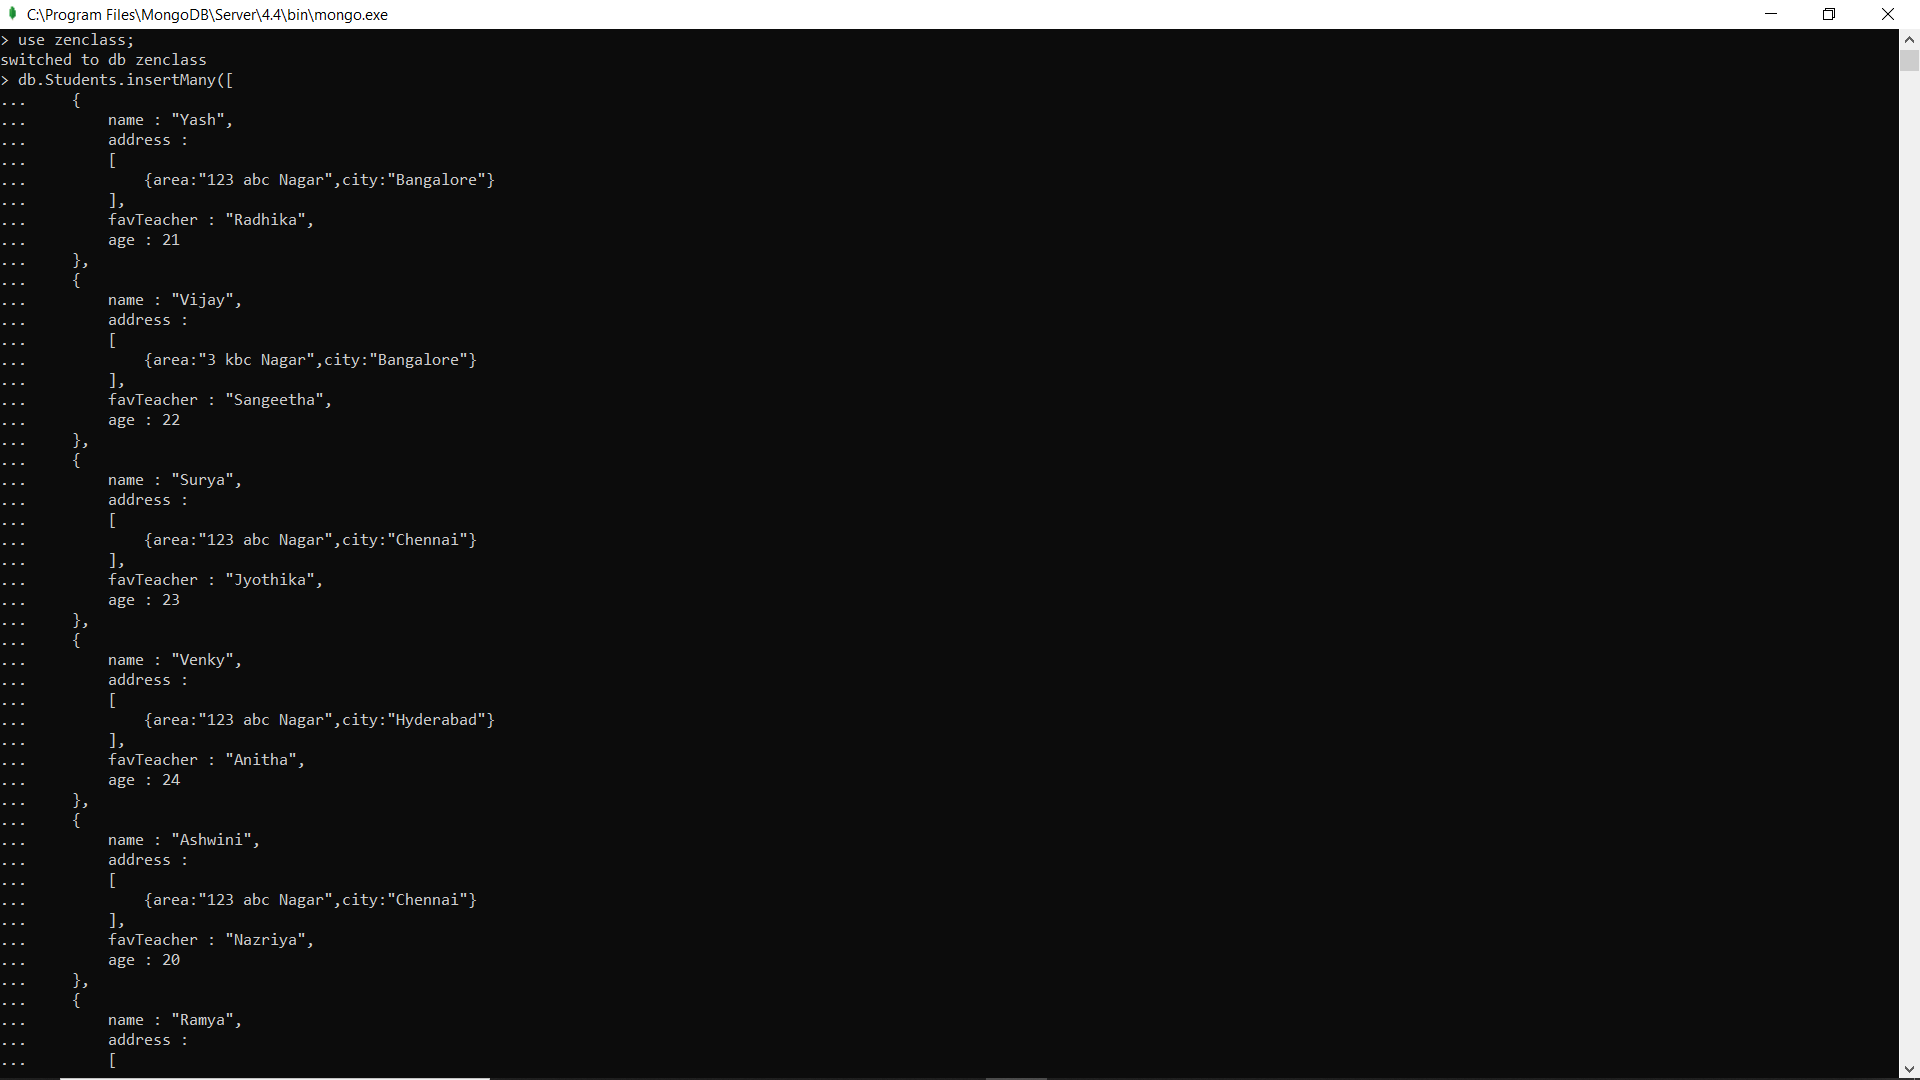 C:\Program Files\MongoDB\Server\4.4\bin\mongo.exe
> use zenclass;
switched to db zenclass
> db.Students.insertMany([
...     {
...         name : "Yash",
...         address :
...         [
...             {area:"123 abc Nagar",city:"Bangalore"}
...         ],
...         favTeacher : "Radhika",
...         age : 21
...     },
...     {
...         name : "Vijay",
...         address :
...         [
...             {area:"3 kbc Nagar",city:"Bangalore"}
...         ],
...         favTeacher : "Sangeetha",
...         age : 22
...     },
...     {
...         name : "Surya",
...         address :
...         [
...             {area:"123 abc Nagar",city:"Chennai"}
...         ],
...         favTeacher : "Jyothika",
...         age : 23
...     },
...     {
...         name : "Venky",
...         address :
...         [
...             {area:"123 abc Nagar",city:"Hyderabad"}
...         ],
...         favTeacher : "Anitha",
...         age : 24
...     },
...     {
...         name : "Ashwini",
...         address :
...         [
...             {area:"123 abc Nagar",city:"Chennai"}
...         ],
...         favTeacher : "Nazriya",
...         age : 20
...     },
...     {
...         name : "Ramya",
...         address :
...         [